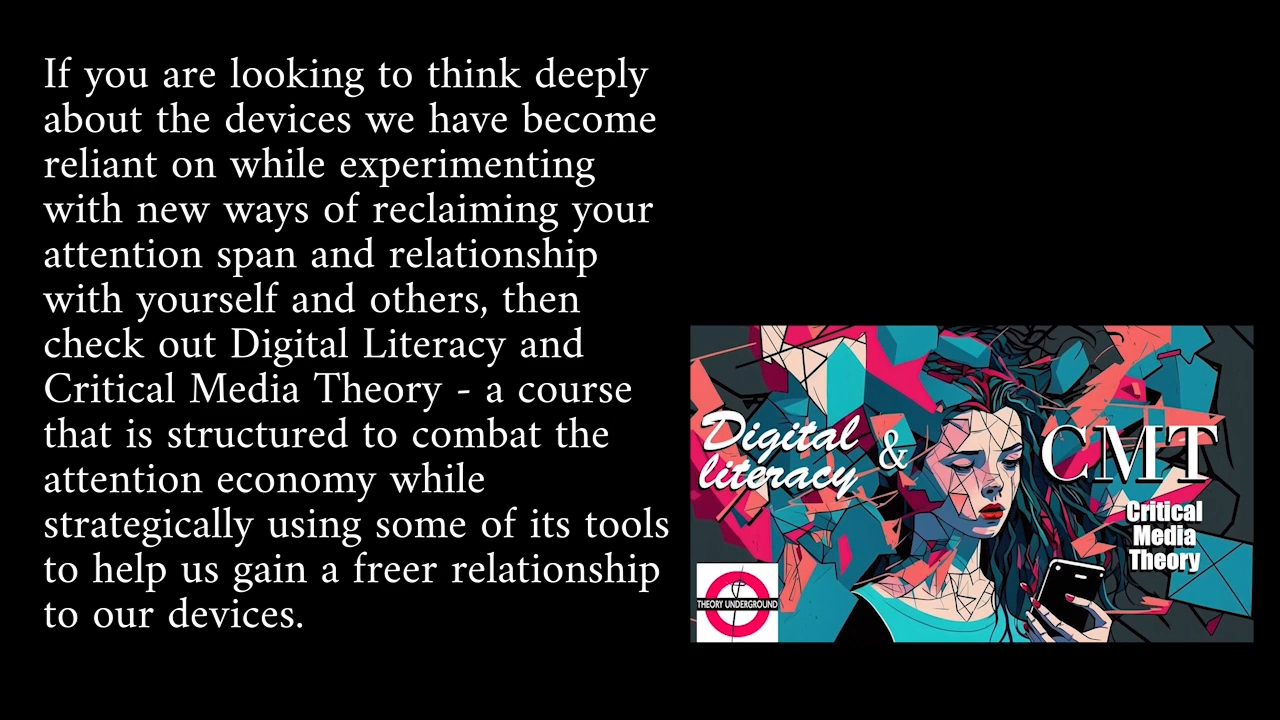 If you are looking to think deeply
about the devices we have become
reliant on while experimenting
with new ways of reclaiming your
attention span and relationship
with yourself and others, then
check out Digital Literacy and
Critical Media Theory - a course
that is structured to combat the
attention economy while
strategically using some of its tools
to help us gain a freer relationship
to our devices.
Digital
literacy
&
CMT
Critical
Media
Theory
THEORY UNDERGROUND